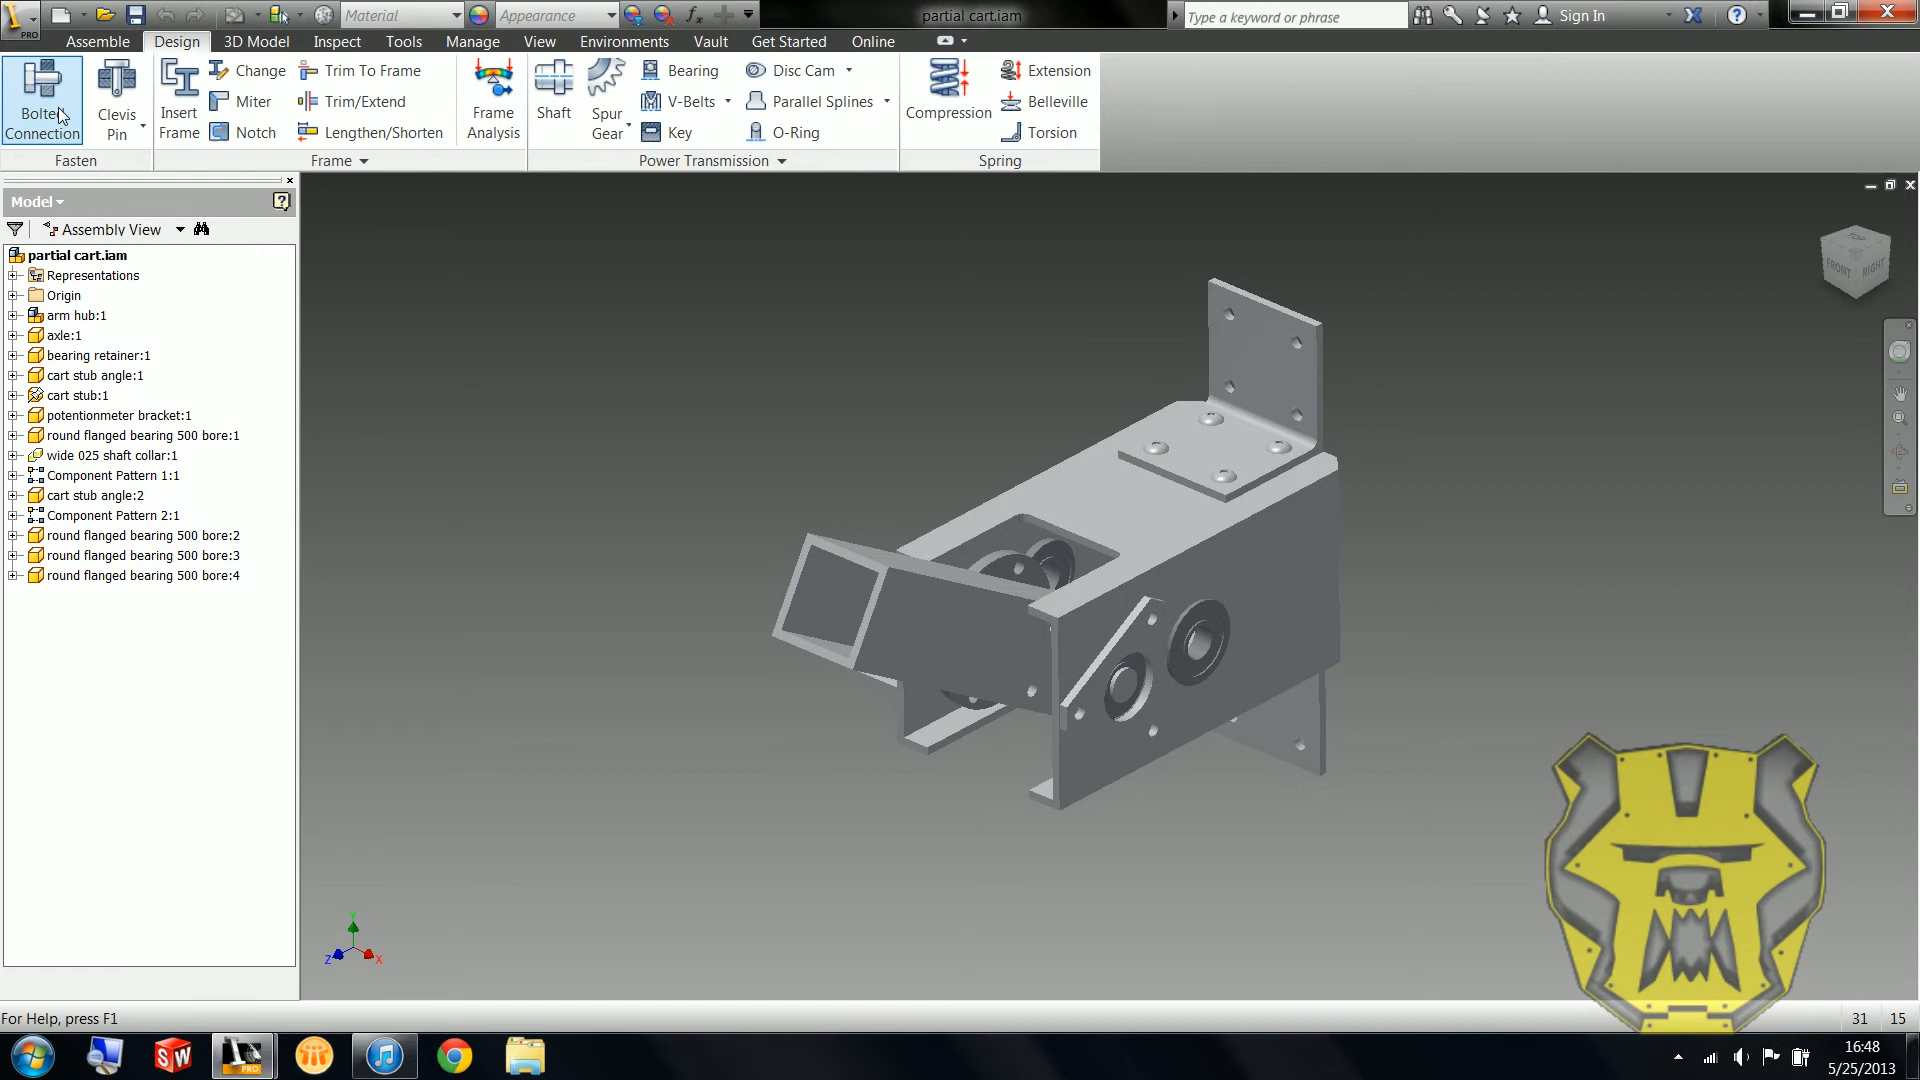 PRO
Material
Appearance
partial cart.iam
Type a keyword or phrase
Sign In
Assemble Design 3D Model Inspect Tools Manage View Environments Vault Get Started Online
Bolted Connection
Clevis Pin
Fasten
Insert Frame
Change
Miter
Notch
Trim To Frame
Trim/Extend
Lengthen/Shorten
Frame Analysis
Frame
Shaft
Spur Gear
Bearing
V-Belts
Key
Disc Cam
Parallel Splines
O-Ring
Power Transmission
Compression
Extension
Belleville
Torsion
Spring
Model
Assembly View
partial cart.iam
Representations
Origin
arm hub:1
axle:1
bearing retainer:1
cart stub angle:1
cart stub:1
potentionmeter bracket:1
round flanged bearing 500 bore:1
wide 025 shaft collar:1
Component Pattern 1:1
cart stub angle:2
Component Pattern 2:1
round flanged bearing 500 bore:2
round flanged bearing 500 bore:3
round flanged bearing 500 bore:4
FRONT RIGHT
Y
Z
X
For Help, press F1
31 15
SW
PRO
16:48
5/25/2013